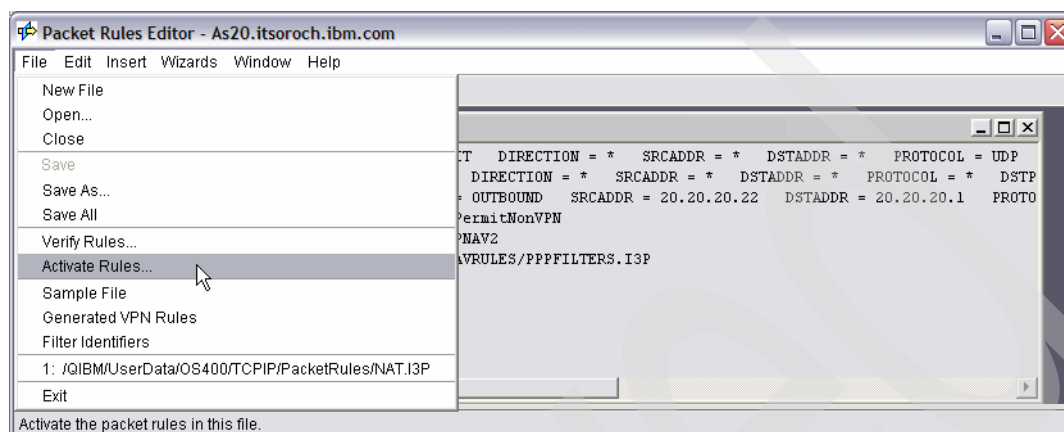 Packet Rules Editor - As20.itsoroch.ibm.com
File Edit Insert Wizards Window Help
New File
Open...
Close
Save
Save As...
Save All
Verify Rules...
Activate Rules...
Sample File
Generated VPN Rules
Filter Identifiers
1: /QIBM/UserData/OS400/TCPIP/PacketRules/NAT.I3P
Exit
DIRECTION = * SRCADDR = * DSTADDR = * PROTOCOL = UDP
DIRECTION = * SRCADDR = * DSTADDR = * PROTOCOL = * DSTP
= OUTBOUND SRCADDR = 20.20.20.22 DSTADDR = 20.20.20.1 PROTO
PermitNonVPN
PNAV2
AVRULES/PPPFILTERS.I3P
Activate the packet rules in this file.